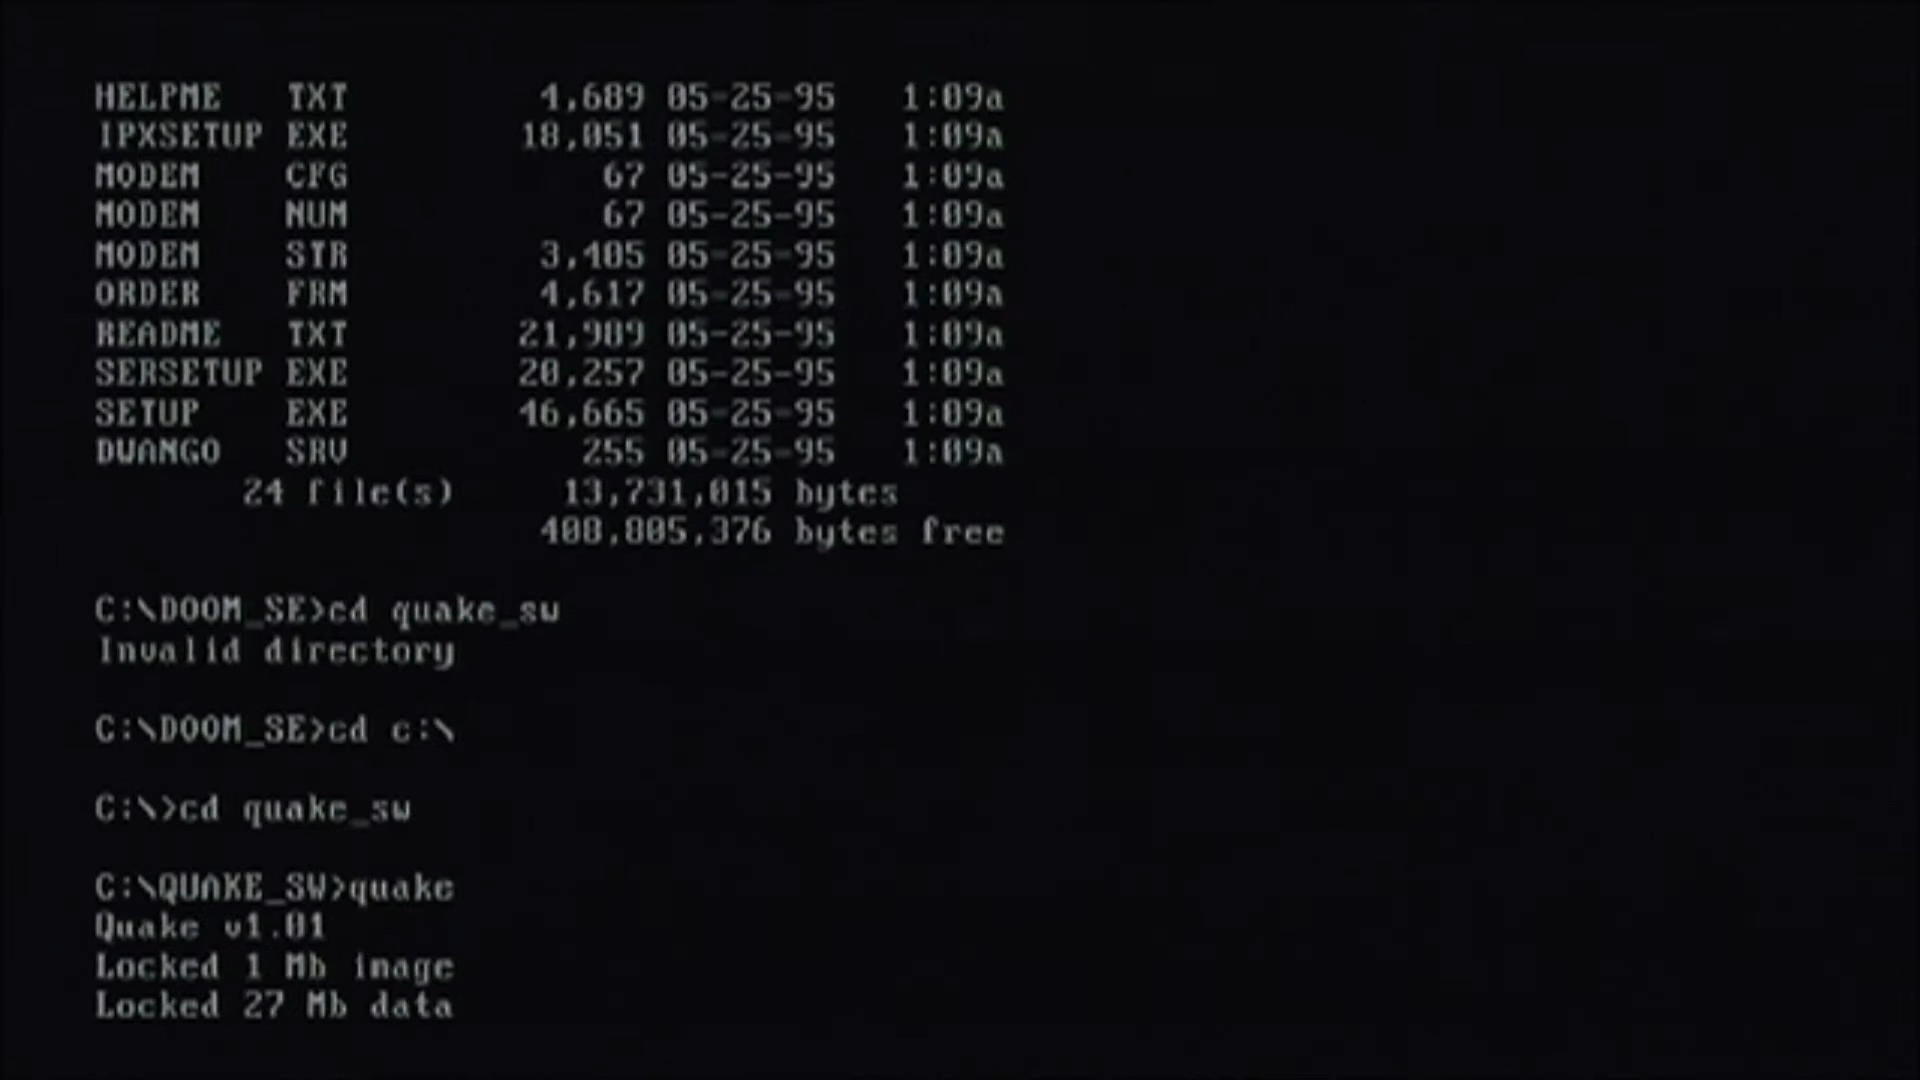 HELPME   TXT         4,689 05-25-95   1:09a
IPXSETUP EXE        18,051 05-25-95   1:09a
MODEM    CFG            67 05-25-95   1:09a
MODEM    NUM            67 05-25-95   1:09a
MODEM    STR         3,405 05-25-95   1:09a
ORDER    FRM         4,617 05-25-95   1:09a
README   TXT        21,989 05-25-95   1:09a
SERSETUP EXE        20,257 05-25-95   1:09a
SETUP    EXE        46,665 05-25-95   1:09a
DWANGO   SRV           255 05-25-95   1:09a
24 file(s)     13,731,015 bytes
408,805,376 bytes free
C:\DOOM_SE>cd quake_sw
Invalid directory
C:\DOOM_SE>cd c:\
C:\>cd quake_sw
C:\QUAKE_SW>quake
Quake v1.01
Locked 1 Mb image
Locked 27 Mb data